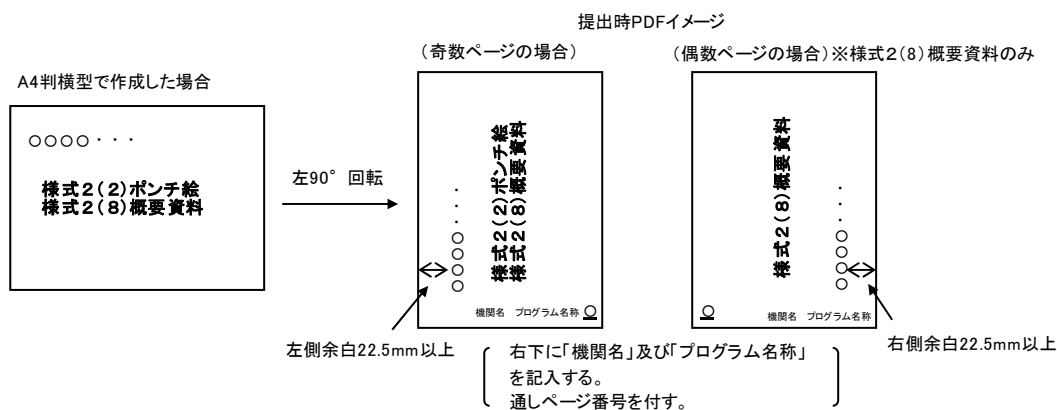 提出時PDFイメージ
(奇数ページの場合)
(偶数ページの場合)※様式2(8)概要資料のみ
A4判横型で作成した場合
○○○○・・・
様式2(2)ポンチ絵
様式2(8)概要資料
左90°回転
○○○○・・・
様式2(2)ポンチ絵
様式2(8)概要資料
機関名 プログラム名称 ○
様式2(8)概要資料
○○○○・・・
○ 機関名 プログラム名称
左側余白22.5mm以上
右側余白22.5mm以上
右下に「機関名」及び「プログラム名称」
を記入する。
通しページ番号を付す。